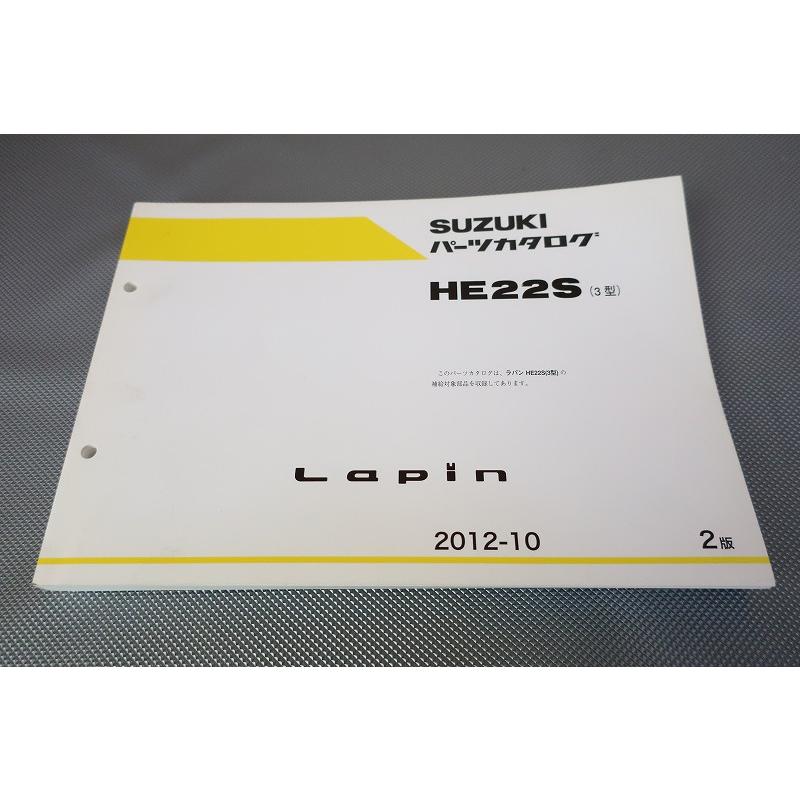 SUZUKI
パーツカタログ
HE22S (3型)
このパーツカタログは、ラパン HE22S(3型) の
補給対象部品を収録してあります。
Lapin
2012-10 2版